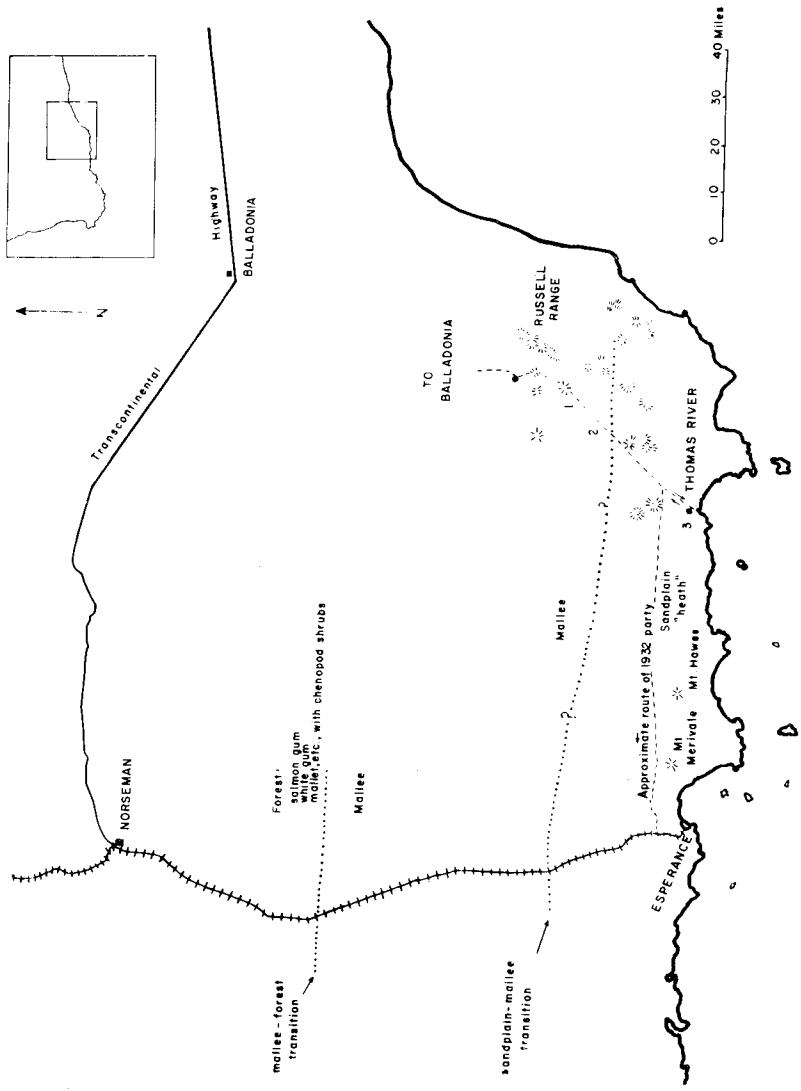 N
Transcontinental
Highway
BALLADONIA
NORSEMAN
Forest:
salmon gum
white gum
mallet, etc., with chenopod shrubs
Mallee
mallee-forest
transition
TO
BALLADONIA
RUSSELL
RANGE
1
2
?
?
Mallee
sandplain-mallee
transition
Approximate route of 1932 party
Sandplain
"heath"
3
THOMAS RIVER
Mt
Merivale
Mt. Hawes
ESPERANCE
0
10
20
30
40 Miles